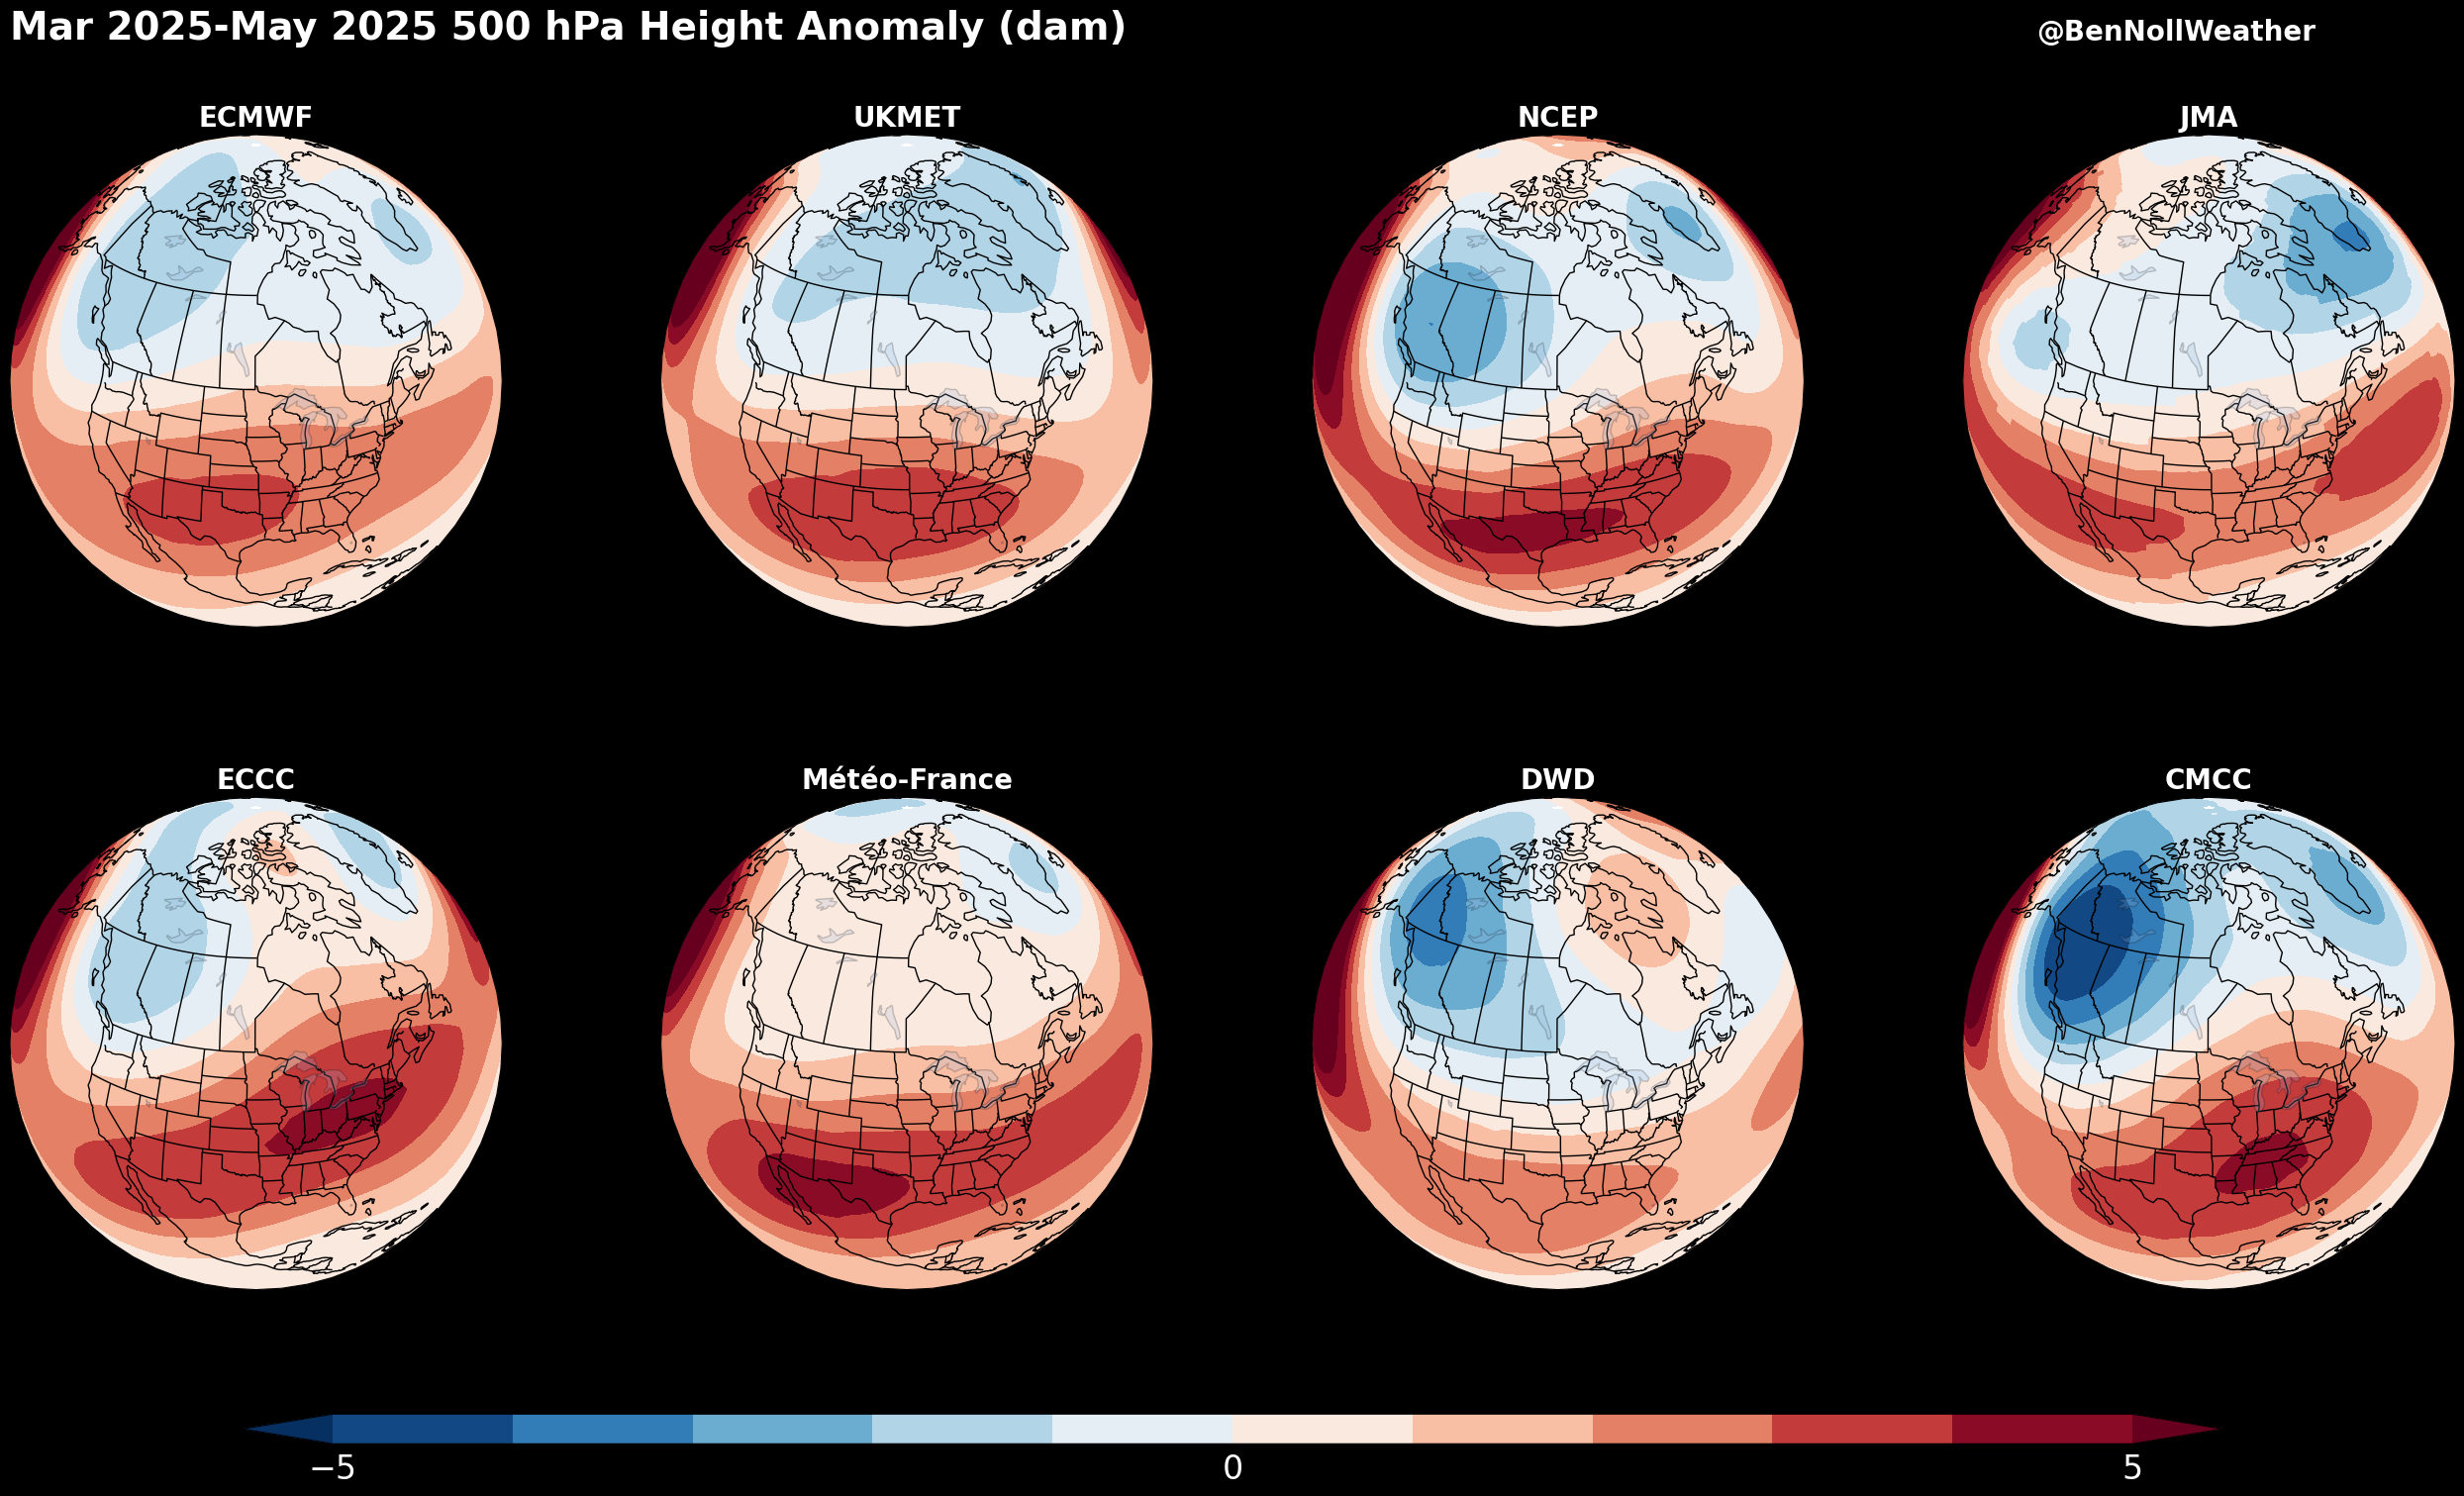 Mar 2025-May 2025 500 hPa Height Anomaly (dam)
@BenNollWeather
ECMWF
UKMET
NCEP
JMA
ECCC
Météo-France
DWD
CMCC
−5
0
5